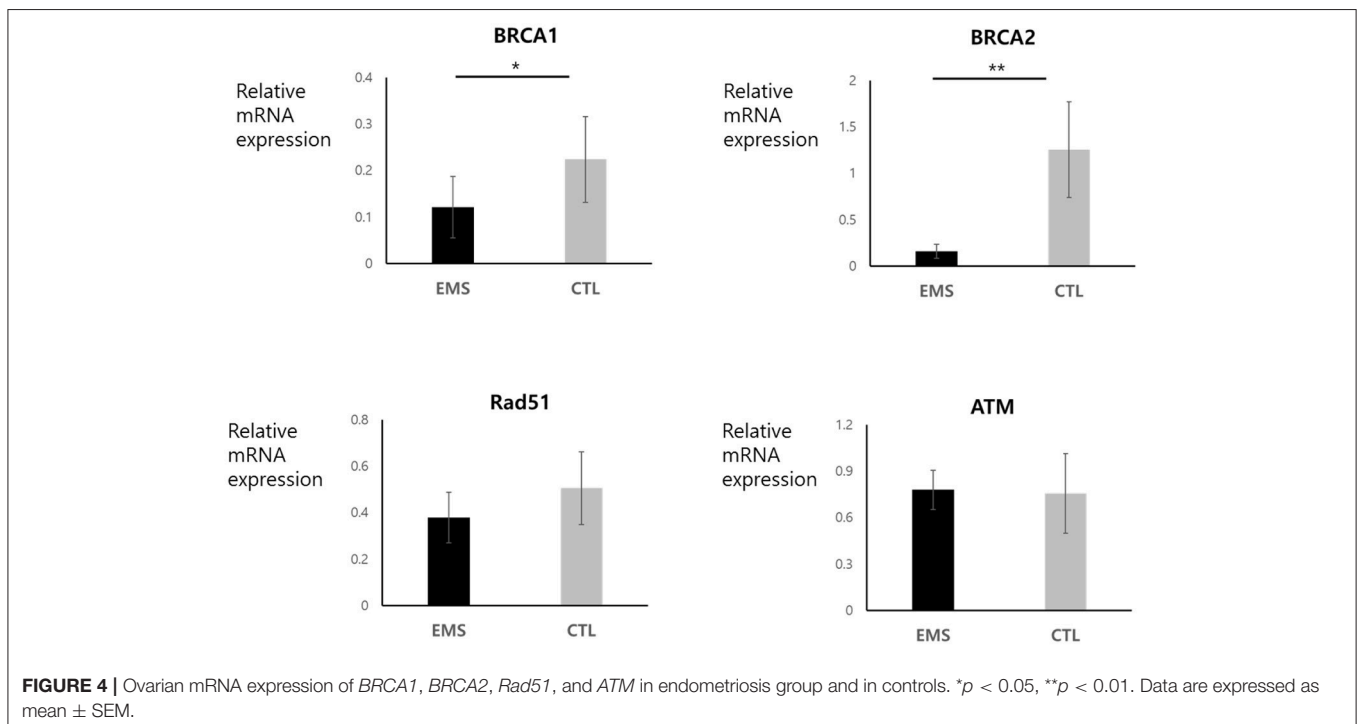 BRCA1
*
Relative
mRNA
expression
0.4
0.3
0.2
0.1
0
EMS CTL
BRCA2
**
Relative
mRNA
expression
2
1.5
1
0.5
0
EMS CTL
Rad51
Relative
mRNA
expression
0.8
0.6
0.4
0.2
0
EMS CTL
ATM
Relative
mRNA
expression
1.2
0.9
0.6
0.3
0
EMS CTL
FIGURE 4 | Ovarian mRNA expression of BRCA1, BRCA2, Rad51, and ATM in endometriosis group and in controls. *p < 0.05, **p < 0.01. Data are expressed as
mean ± SEM.